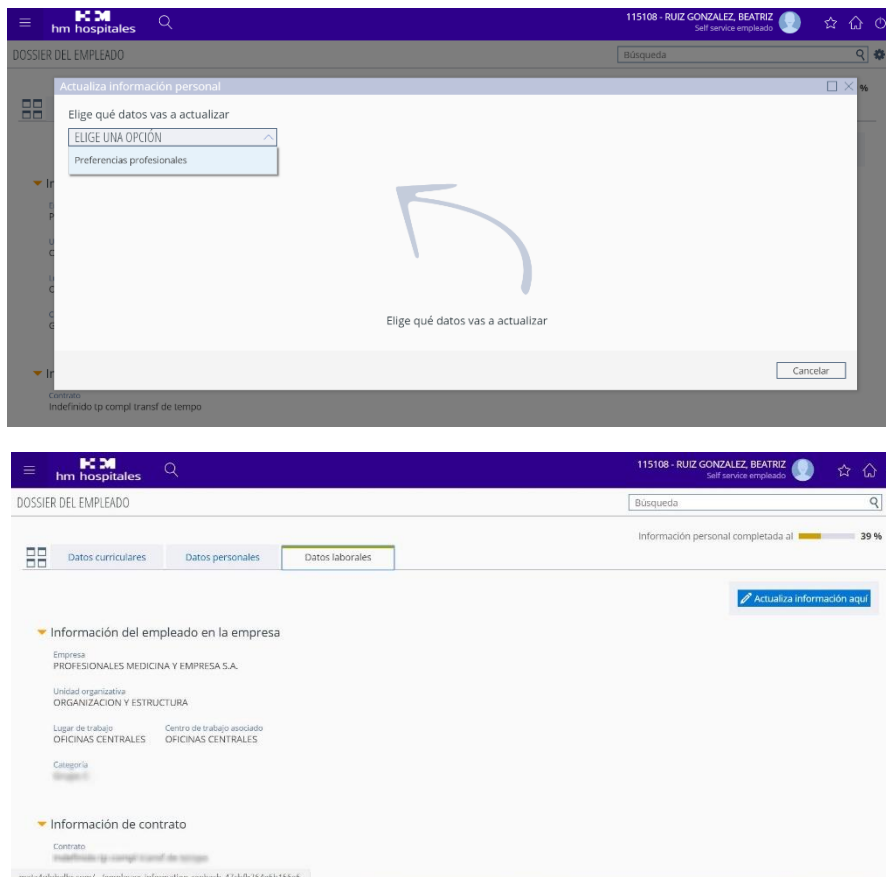 hm hospitales
115108 - RUIZ GONZALEZ, BEATRIZ
Self service empleado
DOSSIER DEL EMPLEADO
Búsqueda
Actualiza información personal
%
Elige qué datos vas a actualizar
ELIGE UNA OPCIÓN
Preferencias profesionales
Elige qué datos vas a actualizar
Cancelar
Contrato
Indefinido tp compl transf de tempo
hm hospitales
115108 - RUIZ GONZALEZ, BEATRIZ
Self service empleado
DOSSIER DEL EMPLEADO
Búsqueda
Información personal completada al 39 %
Datos curriculares Datos personales Datos laborales
Actualiza información aquí
Información del empleado en la empresa
Empresa
PROFESIONALES MEDICINA Y EMPRESA S.A.
Unidad organizativa
ORGANIZACION Y ESTRUCTURA
Lugar de trabajo Centro de trabajo asociado
OFICINAS CENTRALES OFICINAS CENTRALES
Categoría
Información de contrato
Contrato